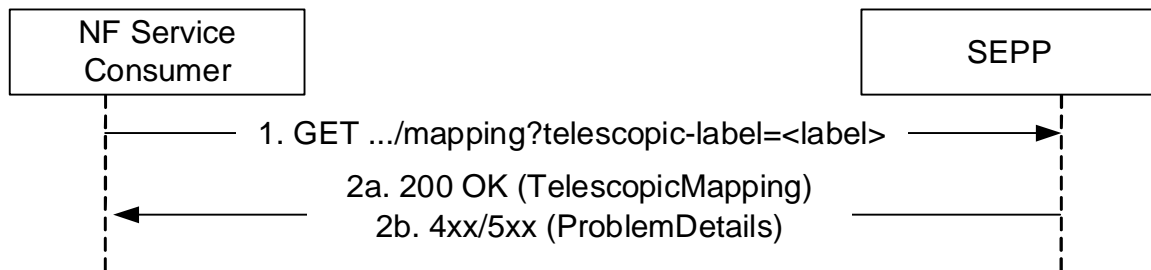 NF Service
Consumer
SEPP
1. GET .../mapping?telescopic-label=<label>
2a. 200 OK (TelescopicMapping)
2b. 4xx/5xx (ProblemDetails)